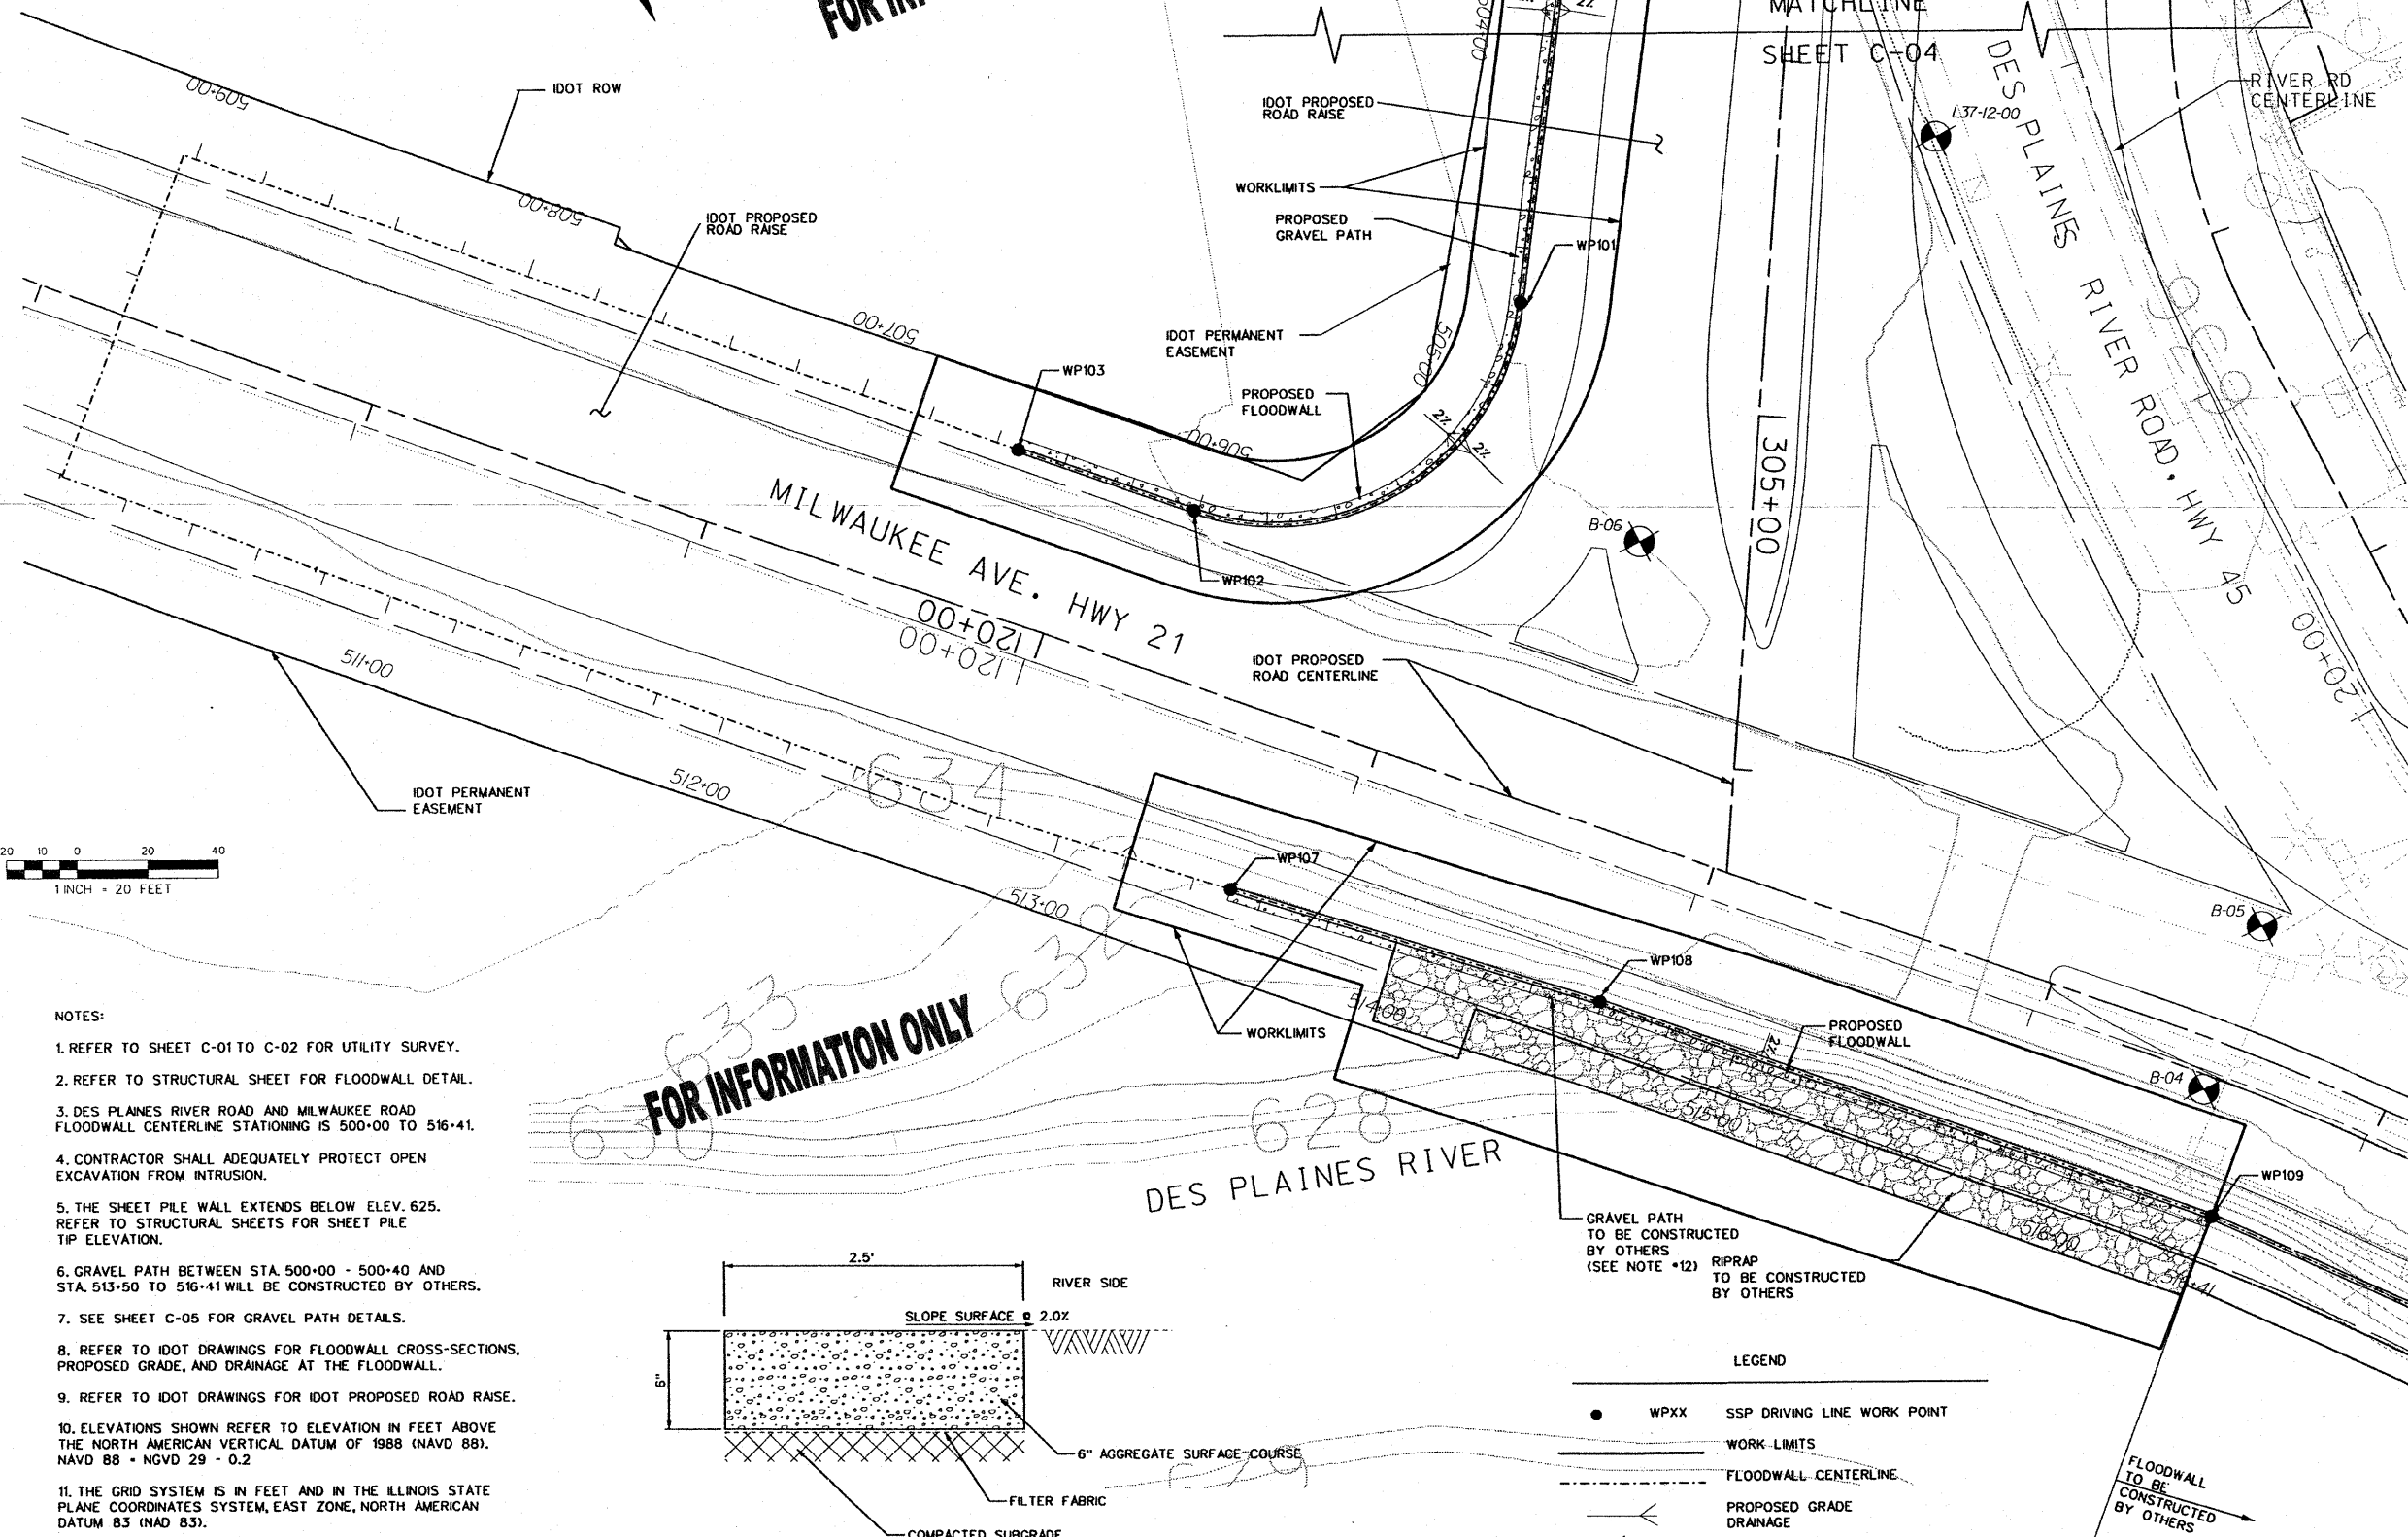 FOR IN
MATCHLINE
SHEET C-04
504+00
2%
DES PLAINES RIVER ROAD, HWY 45
RIVER RD
CENTERLINE
L37-12-00
509+00
IDOT ROW
508+00
IDOT PROPOSED
ROAD RAISE
IDOT PROPOSED
ROAD RAISE
WORKLIMITS
PROPOSED
GRAVEL PATH
WP101
507+00
IDOT PERMANENT
EASEMENT
505+00
WP103
PROPOSED
FLOODWALL
2%
2%
506+00
305+00
MILWAUKEE AVE. HWY 21
WP102
B-06
120+00
120+00
20+00
511+00
IDOT PROPOSED
ROAD CENTERLINE
512+00
634
IDOT PERMANENT
EASEMENT
20 10 0 20 40
1 INCH = 20 FEET
WP107
513+00
B-05
632
633
WP108
514+00
WORKLIMITS
PROPOSED
FLOODWALL
2%
B-04
FOR INFORMATION ONLY
630
628
515+00
DES PLAINES RIVER
WP109
516+00
516+41
GRAVEL PATH
TO BE CONSTRUCTED
BY OTHERS
(SEE NOTE #12)
RIPRAP
TO BE CONSTRUCTED
BY OTHERS
NOTES:
1. REFER TO SHEET C-01 TO C-02 FOR UTILITY SURVEY.
2. REFER TO STRUCTURAL SHEET FOR FLOODWALL DETAIL.
3. DES PLAINES RIVER ROAD AND MILWAUKEE ROAD
FLOODWALL CENTERLINE STATIONING IS 500+00 TO 516+41.
4. CONTRACTOR SHALL ADEQUATELY PROTECT OPEN
EXCAVATION FROM INTRUSION.
5. THE SHEET PILE WALL EXTENDS BELOW ELEV. 625.
REFER TO STRUCTURAL SHEETS FOR SHEET PILE
TIP ELEVATION.
6. GRAVEL PATH BETWEEN STA. 500+00 - 500+40 AND
STA. 513+50 TO 516+41 WILL BE CONSTRUCTED BY OTHERS.
7. SEE SHEET C-05 FOR GRAVEL PATH DETAILS.
8. REFER TO IDOT DRAWINGS FOR FLOODWALL CROSS-SECTIONS,
PROPOSED GRADE, AND DRAINAGE AT THE FLOODWALL.
9. REFER TO IDOT DRAWINGS FOR IDOT PROPOSED ROAD RAISE.
10. ELEVATIONS SHOWN REFER TO ELEVATION IN FEET ABOVE
THE NORTH AMERICAN VERTICAL DATUM OF 1988 (NAVD 88).
NAVD 88 = NGVD 29 - 0.2
11. THE GRID SYSTEM IS IN FEET AND IN THE ILLINOIS STATE
PLANE COORDINATES SYSTEM, EAST ZONE, NORTH AMERICAN
DATUM 83 (NAD 83).
2.5'
RIVER SIDE
SLOPE SURFACE @ 2.0%
6"
6" AGGREGATE SURFACE COURSE
FILTER FABRIC
COMPACTED SUBGRADE
629
LEGEND
WPXX SSP DRIVING LINE WORK POINT
WORK LIMITS
FLOODWALL CENTERLINE
PROPOSED GRADE
DRAINAGE
FLOODWALL
TO BE
CONSTRUCTED
BY OTHERS